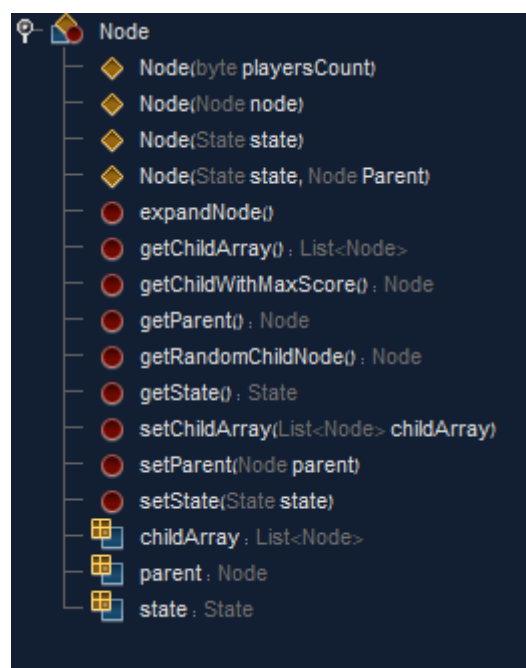 Node
Node(byte playersCount)
Node(Node node)
Node(State state)
Node(State state, Node Parent)
expandNode()
getChildArray() : List<Node>
getChildWithMaxScore() : Node
getParent() : Node
getRandomChildNode() : Node
getState() : State
setChildArray(List<Node> childArray)
setParent(Node parent)
setState(State state)
childArray : List<Node>
parent : Node
state : State